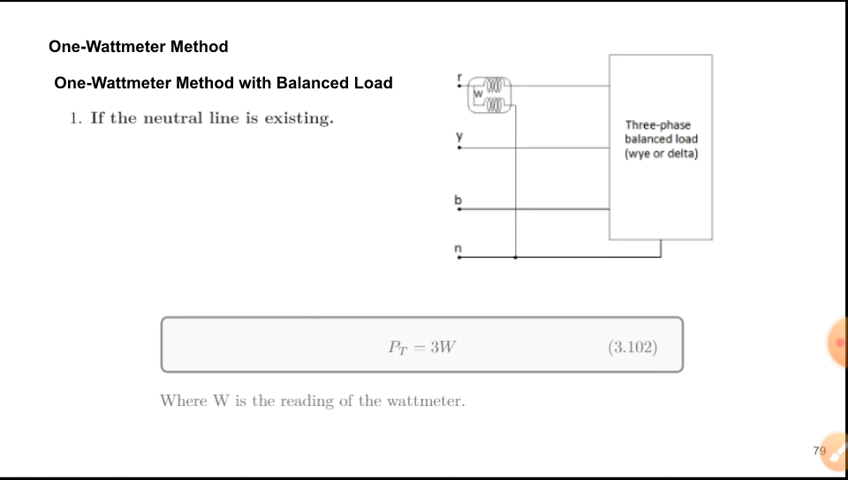 One-Wattmeter Method
One-Wattmeter Method with Balanced Load
1. If the neutral line is existing.
r
W
y
b
n
Three-phase
balanced load
(wye or delta)
P_T = 3W (3.102)
Where W is the reading of the wattmeter.
79